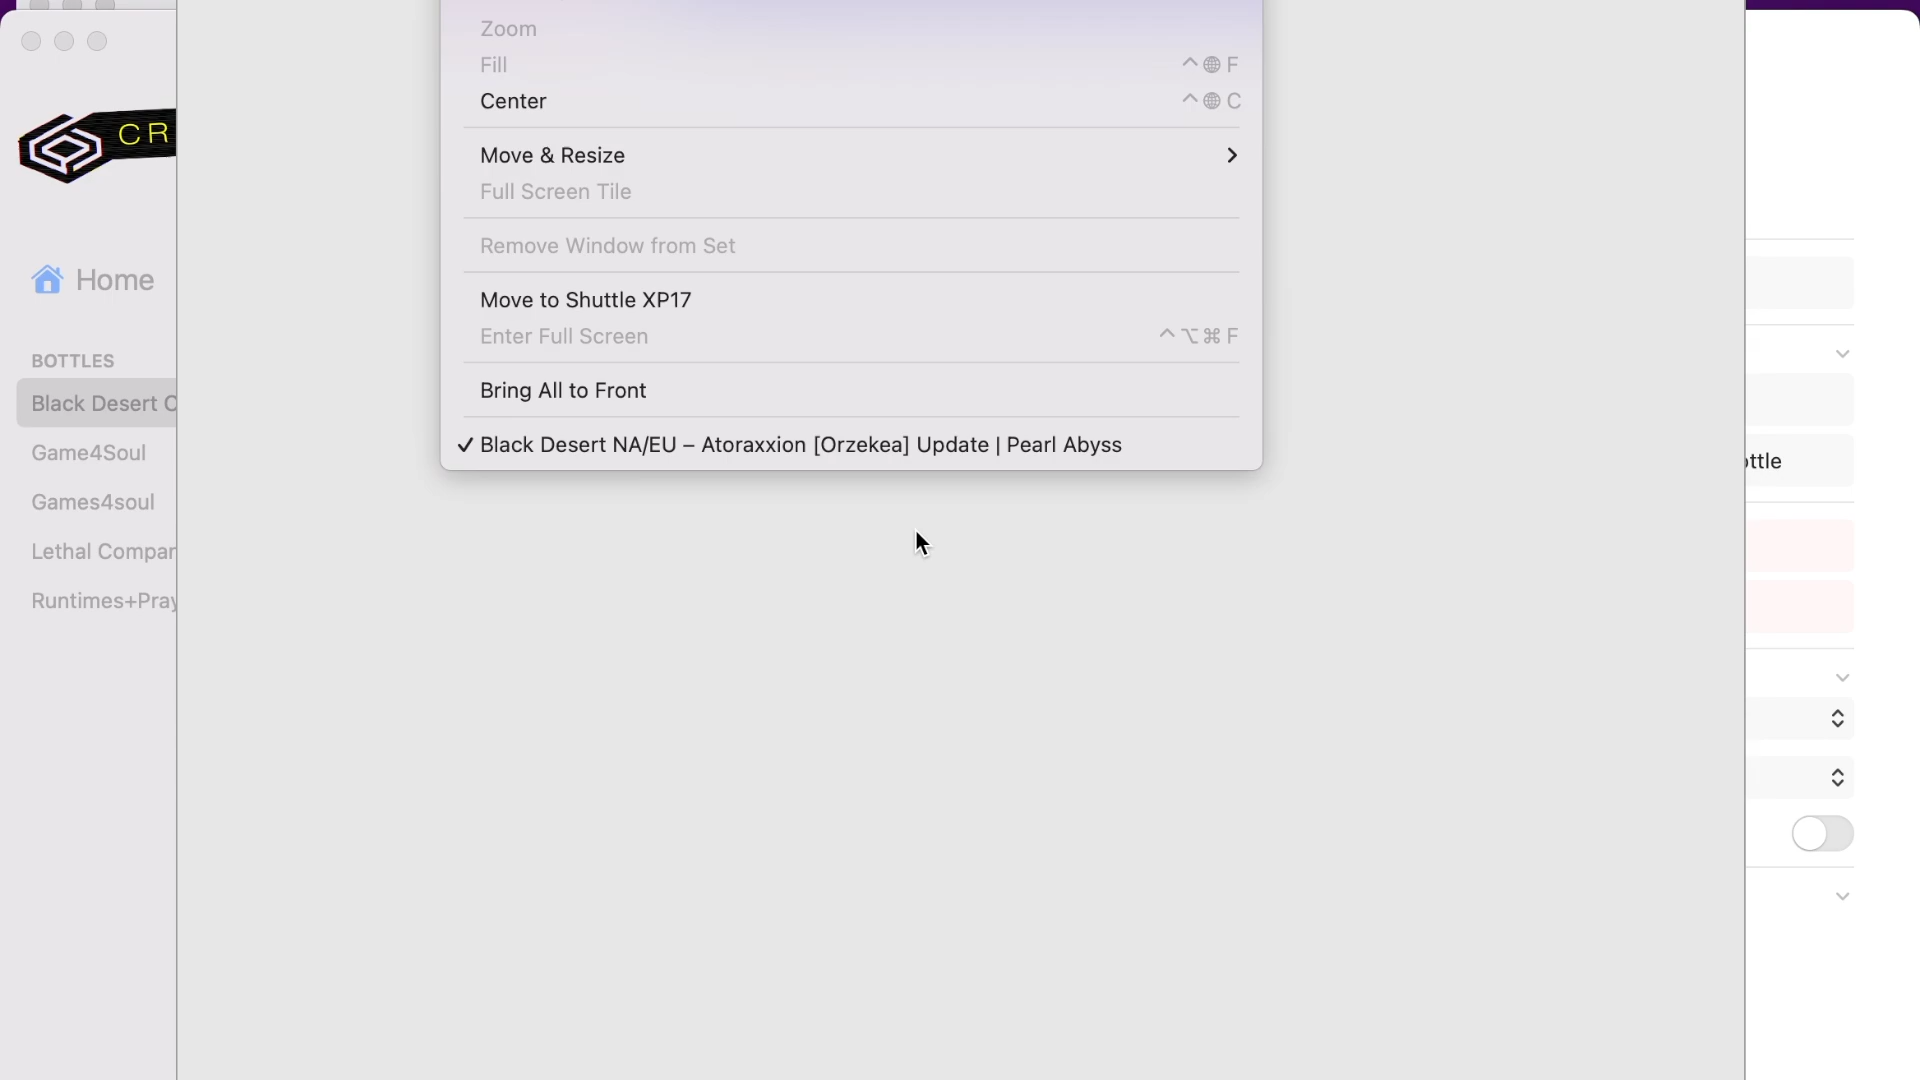 Zoom
Fill ^ F
Center ^ C
Move & Resize
Full Screen Tile
Remove Window from Set
Move to Shuttle XP17
Enter Full Screen ^⌥⌘F
Bring All to Front
✓ Black Desert NA/EU – Atoraxxion [Orzekea] Update | Pearl Abyss
CR
Home
BOTTLES
Black Desert
Game4Soul
Games4soul
Lethal
Runtimes+Pray
ttle